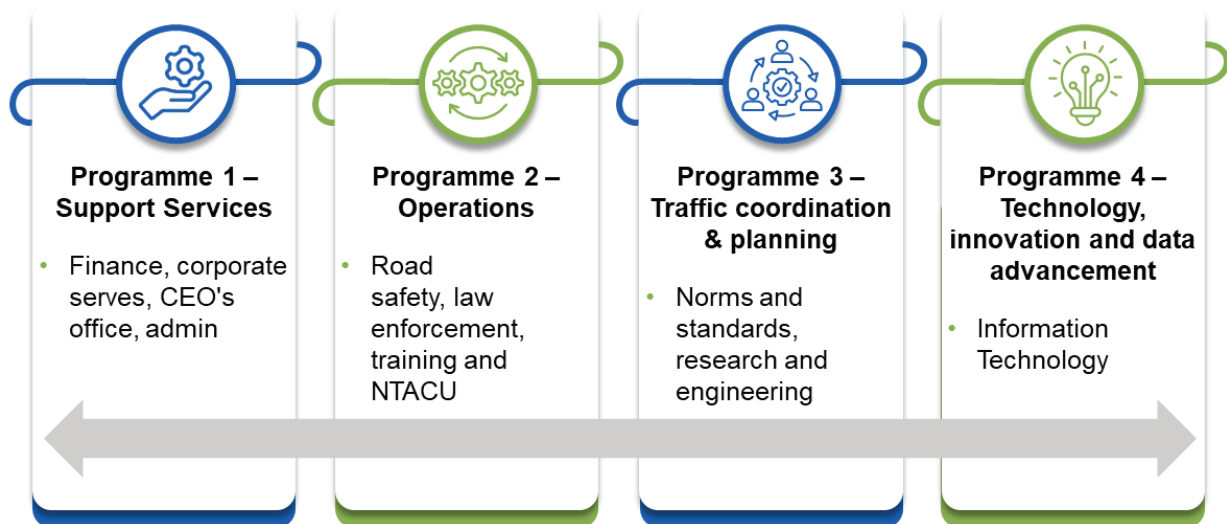 Programme 1 –
Support Services
• Finance, corporate
serves, CEO's
office, admin
Programme 2 –
Operations
• Road
safety, law
enforcement,
training and
NTACU
Programme 3 –
Traffic coordination
& planning
• Norms and
standards,
research and
engineering
Programme 4 –
Technology,
innovation and data
advancement
• Information
Technology